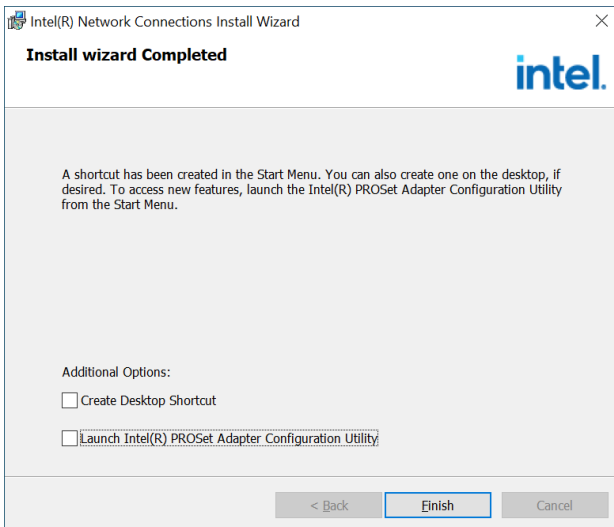 Intel(R) Network Connections Install Wizard
Install wizard Completed
intel.
A shortcut has been created in the Start Menu. You can also create one on the desktop, if
desired. To access new features, launch the Intel(R) PROSet Adapter Configuration Utility
from the Start Menu.
Additional Options:
Create Desktop Shortcut
Launch Intel(R) PROSet Adapter Configuration Utility
< Back
Finish
Cancel